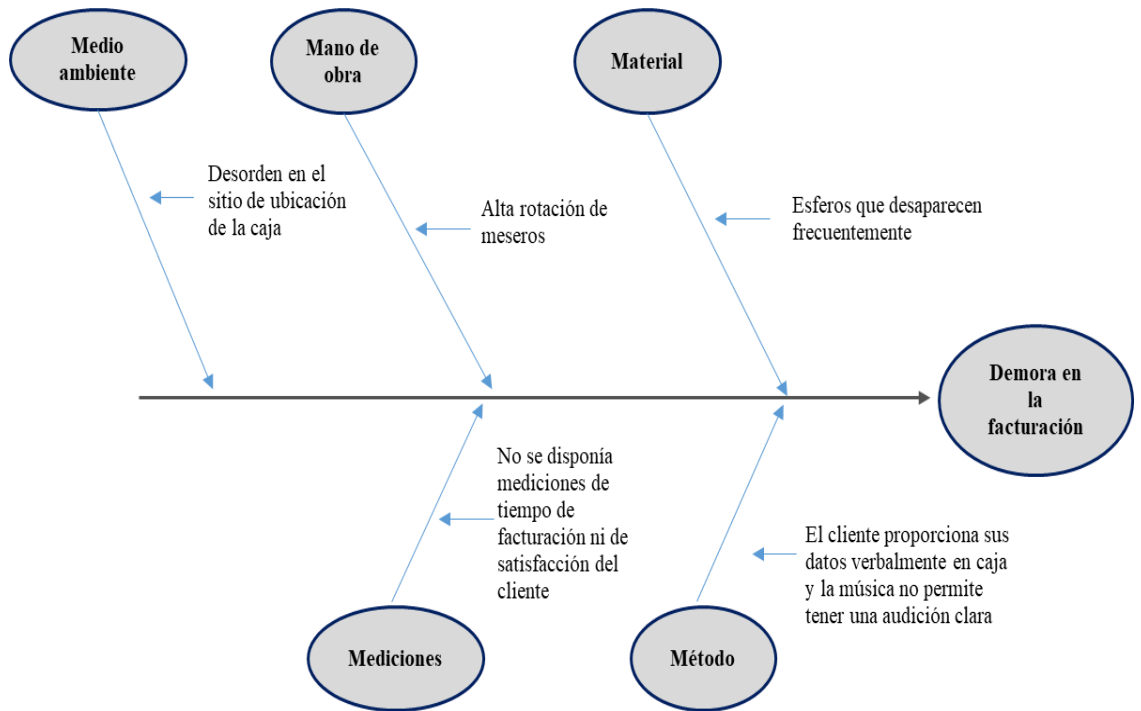 Medio
ambiente
Mano de
obra
Material
Desorden en el
sitio de ubicación
de la caja
Alta rotación de
meseros
Esferos que desaparecen
frecuentemente
Demora en
la
facturación
No se disponía
mediciones de
tiempo de
facturación ni de
satisfacción del
cliente
El cliente proporciona sus
datos verbalmente en caja
y la música no permite
tener una audición clara
Mediciones
Método